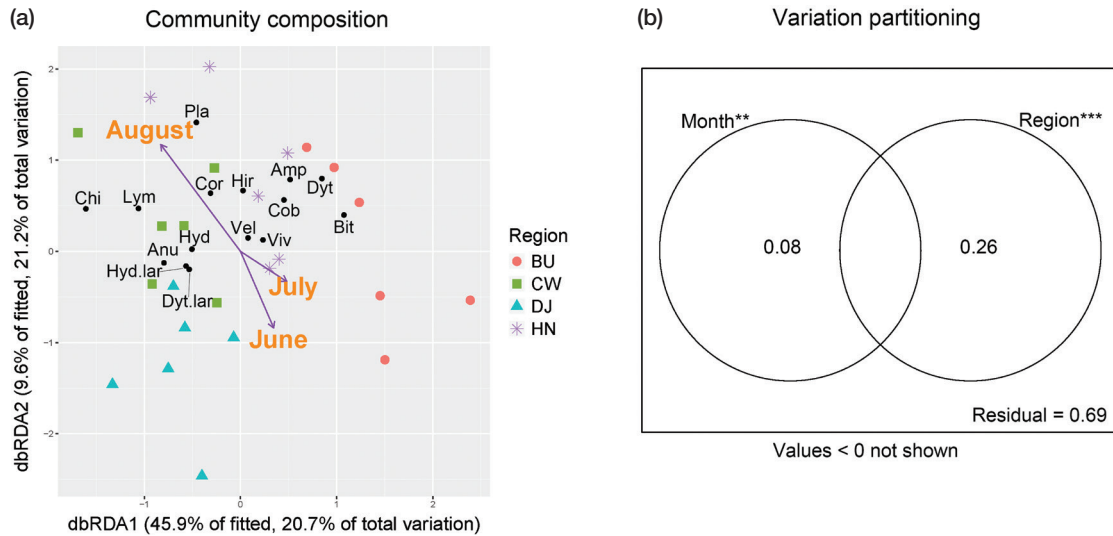 (a)
Community composition
dbRDA2 (9.6% of fitted, 21.2% of total variation)
2
1
0
−1
−2
August
Pla
Chi
Lym
Cor
Hir
Amp
Dyt
Cob
Bit
Vel
Viv
Anu
Hyd
Hyd.lar
Dyt.lar
July
June
−1
0
1
2
dbRDA1 (45.9% of fitted, 20.7% of total variation)
Region
BU
CW
DJ
HN
(b)
Variation partitioning
Month**
Region***
0.08
0.26
Residual = 0.69
Values < 0 not shown